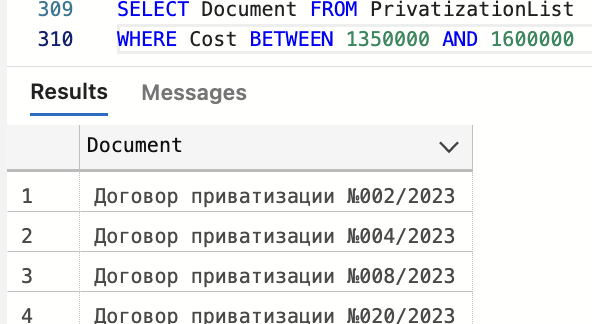 309 SELECT Document FROM PrivatizationList
310 WHERE Cost BETWEEN 1350000 AND 1600000
Results Messages
Document
1 Договор приватизации №002/2023
2 Договор приватизации №004/2023
3 Договор приватизации №008/2023
4 Договор приватизации №020/2023